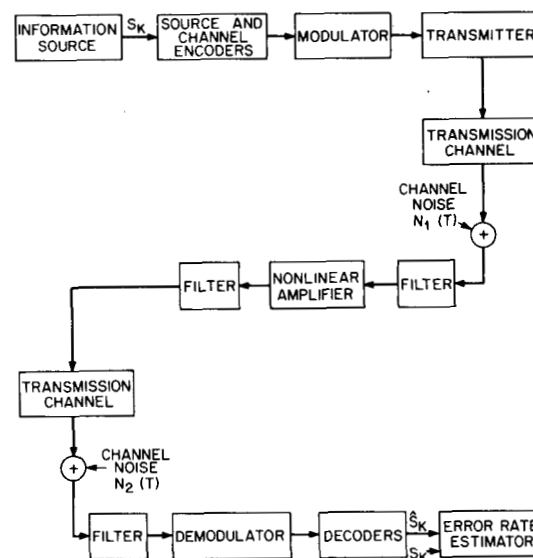 INFORMATION
SOURCE
S_K
SOURCE AND
CHANNEL
ENCODERS
MODULATOR
TRANSMITTER
TRANSMISSION
CHANNEL
CHANNEL
NOISE
N_1 (T)
+
FILTER
NONLINEAR
AMPLIFIER
FILTER
TRANSMISSION
CHANNEL
+
CHANNEL
NOISE
N_2 (T)
FILTER
DEMODULATOR
DECODERS
Ŝ_K
S_K
ERROR RATE
ESTIMATOR